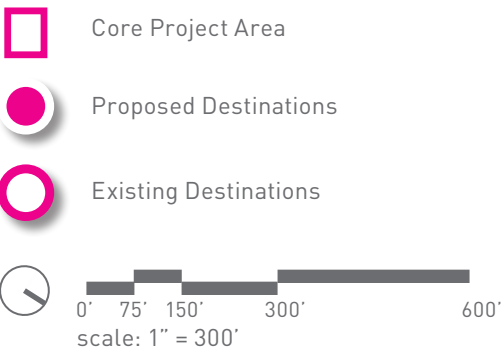 Core Project Area
Proposed Destinations
Existing Destinations
0’ 75’ 150’ 300’ 600’
scale: 1” = 300’